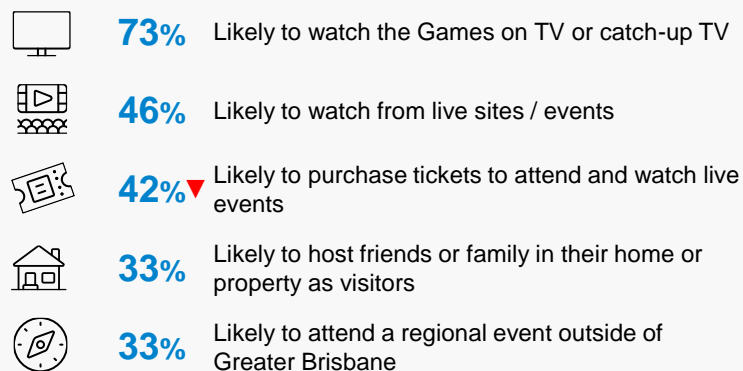 73% Likely to watch the Games on TV or catch-up TV
46% Likely to watch from live sites / events
42%▼ Likely to purchase tickets to attend and watch live
events
33% Likely to host friends or family in their home or
property as visitors
33% Likely to attend a regional event outside of
Greater Brisbane